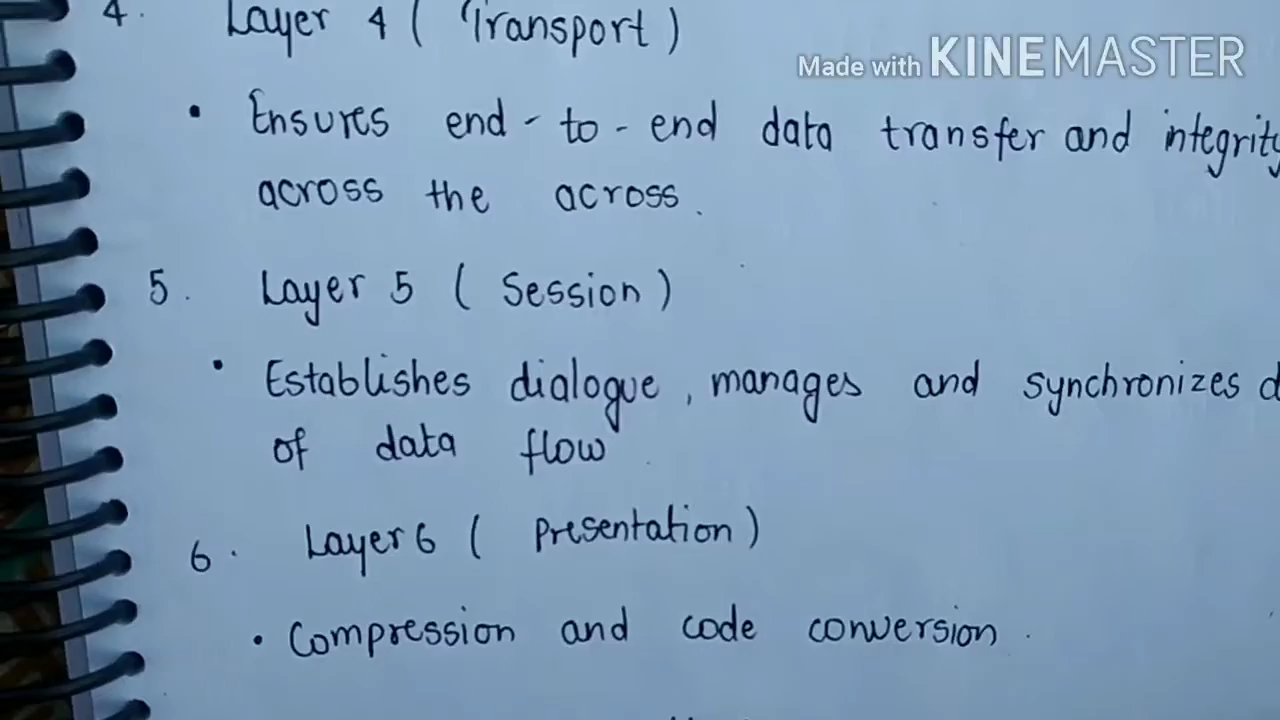 4. Layer 4 ( Transport )
Made with KINEMASTER
• Ensures end - to - end data transfer and integrity
across the across.
5. Layer 5 ( Session )
• Establishes dialogue, manages and synchronizes d
of data flow
6. Layer 6 ( Presentation )
• Compression and code conversion.